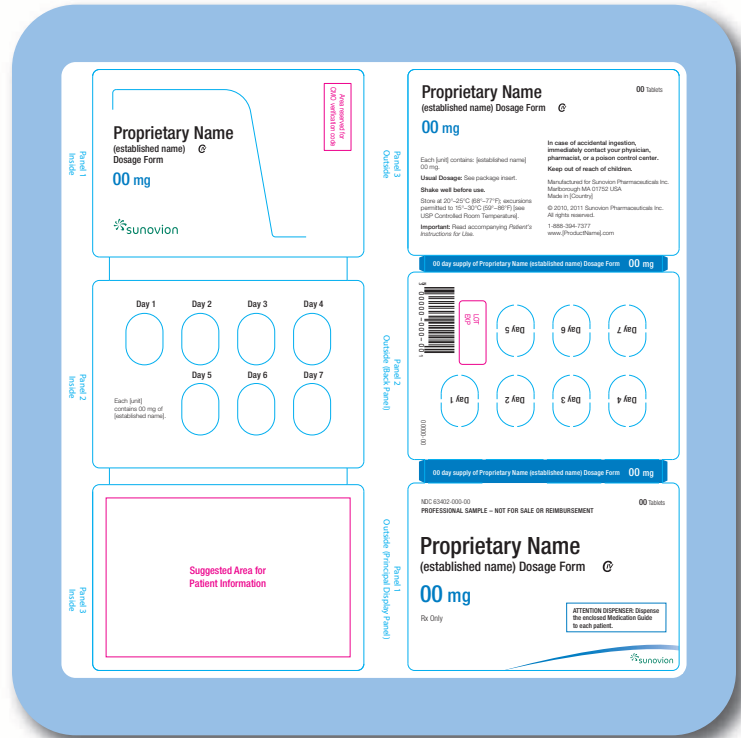 Panel 1
Inside
Proprietary Name
(established name)
Dosage Form
00 mg
sunovion
Area reserved for
CMO verification code
Panel 2
Inside
Day 1
Day 2
Day 3
Day 4
Day 5
Day 6
Day 7
Each [unit]
contains 00 mg of
[established name].
Panel 3
Inside
Suggested Area for
Patient Information
Panel 3
Outside
Proprietary Name
(established name) Dosage Form
00 Tablets
00 mg
Each [unit] contains: [established name]
00 mg.
Usual Dosage: See package insert.
Shake well before use.
Store at 20°–25°C (68°–77°F); excursions
permitted to 15°–30°C (59°–86°F) [see
USP Controlled Room Temperature].
Important: Read accompanying Patient's
Instructions for Use.
In case of accidental ingestion,
immediately contact your physician,
pharmacist, or a poison control center.
Keep out of reach of children.
Manufactured for Sunovion Pharmaceuticals Inc.
Marlborough MA 01752 USA
Made in [Country]
© 2010, 2011 Sunovion Pharmaceuticals Inc.
All rights reserved.
1-888-394-7377
www.[ProductName].com
00 day supply of Proprietary Name (established name) Dosage Form 00 mg
Panel 2
Outside (Back Panel)
LOT
EXP
Day 5
Day 6
Day 7
Day 1
Day 2
Day 3
Day 4
00000-00
00 day supply of Proprietary Name (established name) Dosage Form 00 mg
Panel 1
Outside (Principal Display Panel)
NDC 63402-000-00
00 Tablets
PROFESSIONAL SAMPLE – NOT FOR SALE OR REIMBURSEMENT
Proprietary Name
(established name) Dosage Form
00 mg
Rx Only
ATTENTION DISPENSER: Dispense
the enclosed Medication Guide
to each patient.
sunovion